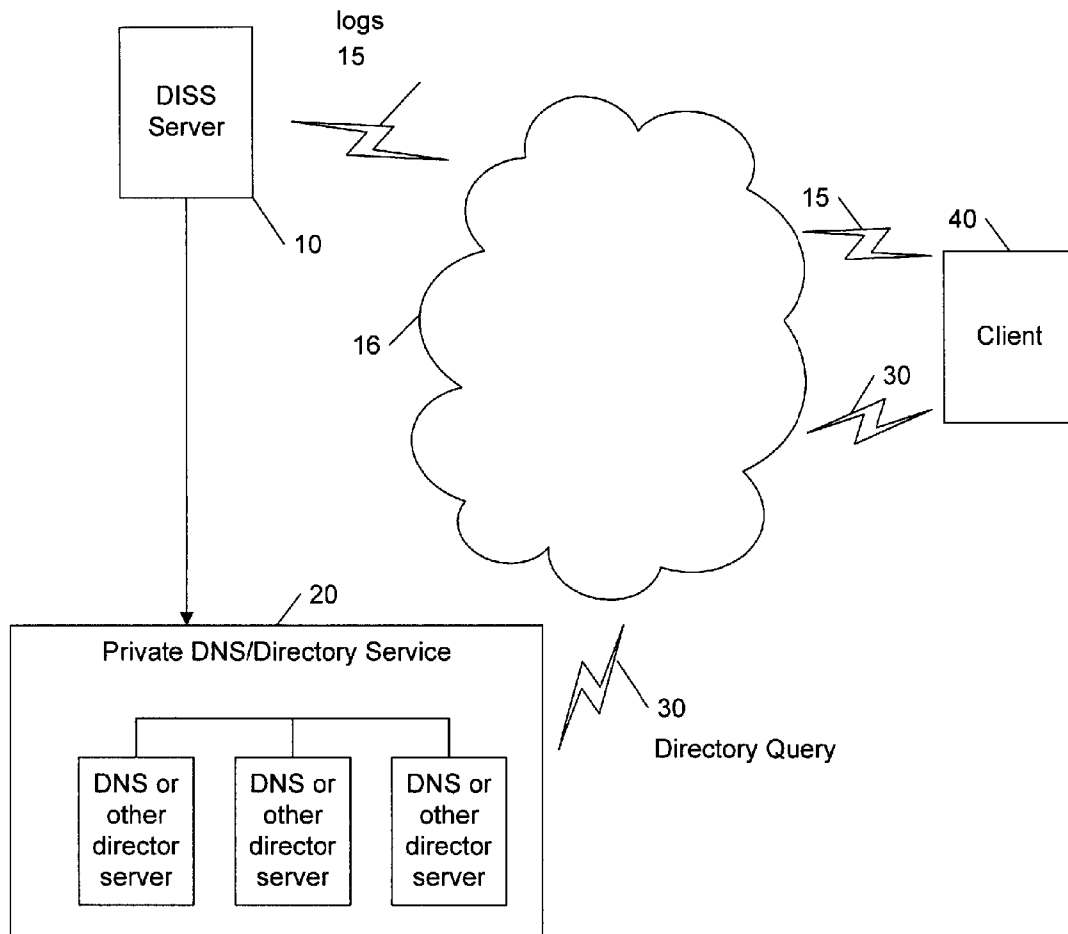 logs
15
DISS
Server
10
15
40
Client
16
30
20
Private DNS/Directory Service
30
Directory Query
DNS or
other
director
server
DNS or
other
director
server
DNS or
other
director
server